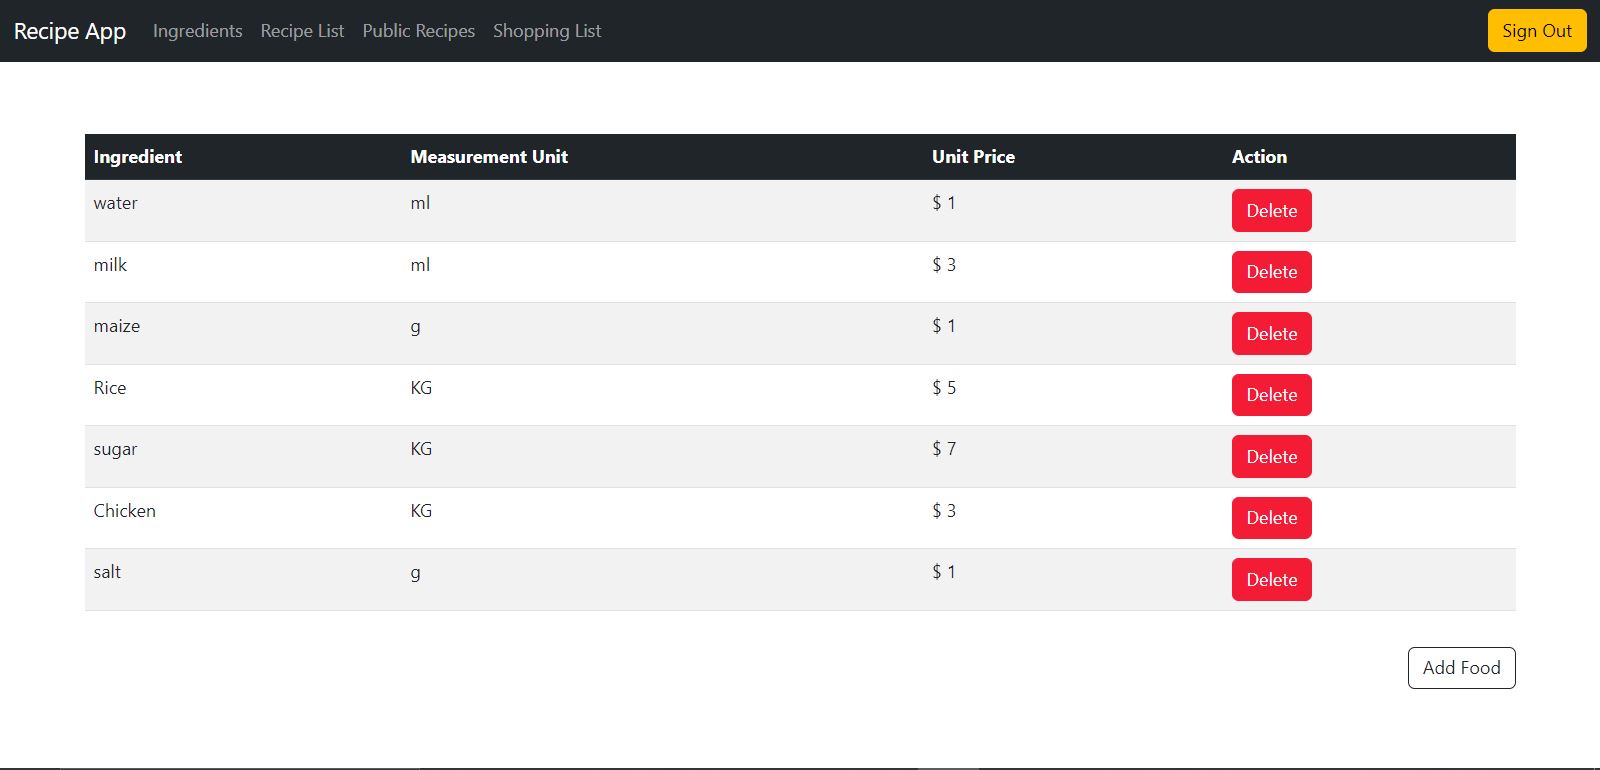 Recipe App Ingredients Recipe List Public Recipes Shopping List Sign Out
Ingredient Measurement Unit Unit Price Action
water ml $ 1 Delete
milk ml $ 3 Delete
maize g $ 1 Delete
Rice KG $ 5 Delete
sugar KG $ 7 Delete
Chicken KG $ 3 Delete
salt g $ 1 Delete
Add Food